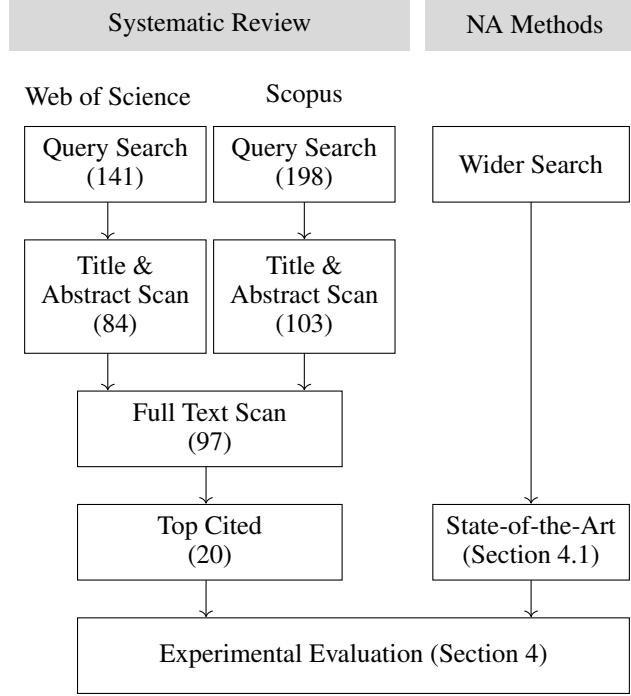 Systematic Review
NA Methods
Web of Science
Scopus
Query Search
(141)
Query Search
(198)
Wider Search
Title &
Abstract Scan
(84)
Title &
Abstract Scan
(103)
Full Text Scan
(97)
Top Cited
(20)
State-of-the-Art
(Section 4.1)
Experimental Evaluation (Section 4)